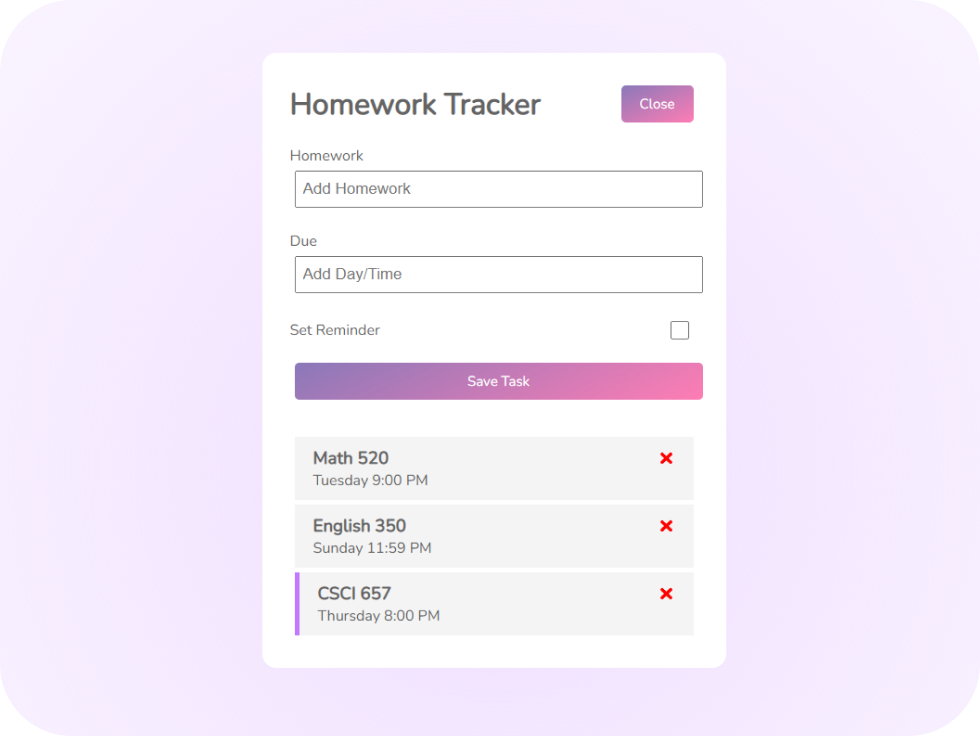 Homework Tracker
Close
Homework
Add Homework
Due
Add Day/Time
Set Reminder
Save Task
Math 520
Tuesday 9:00 PM
English 350
Sunday 11:59 PM
CSCI 657
Thursday 8:00 PM